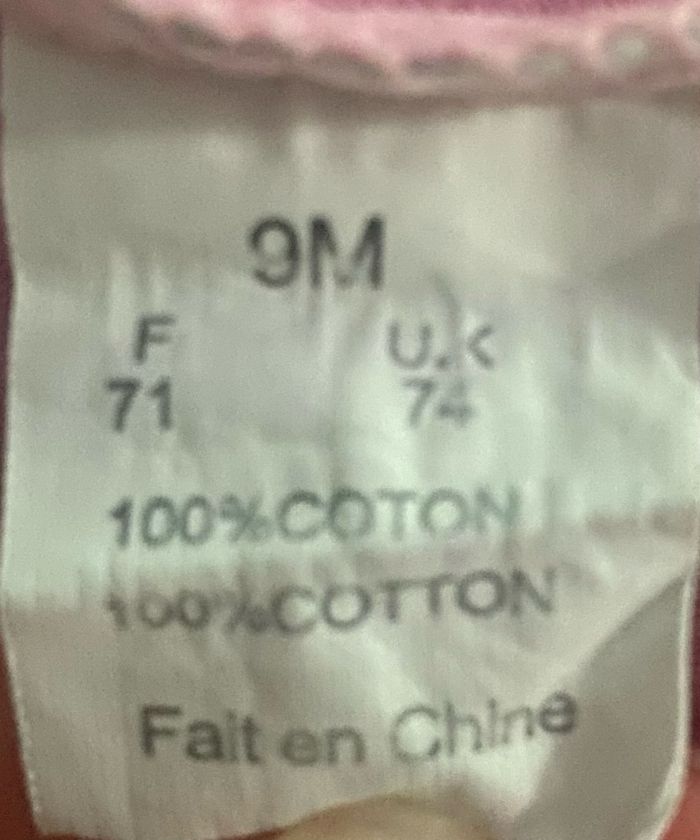 9M
F U.K
71 74
100%COTON
100%COTTON
Fait en Chine